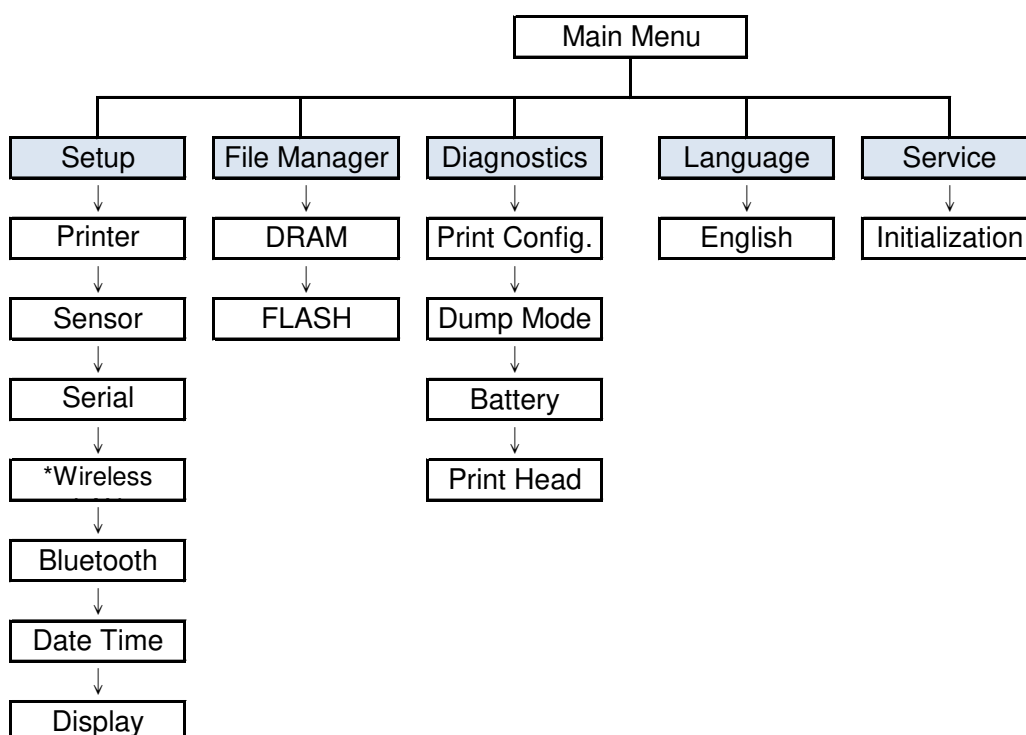 Main Menu
Setup
File Manager
Diagnostics
Language
Service
Printer
DRAM
Print Config.
English
Initialization
Sensor
FLASH
Dump Mode
Serial
Battery
*Wireless
Print Head
Bluetooth
Date Time
Display